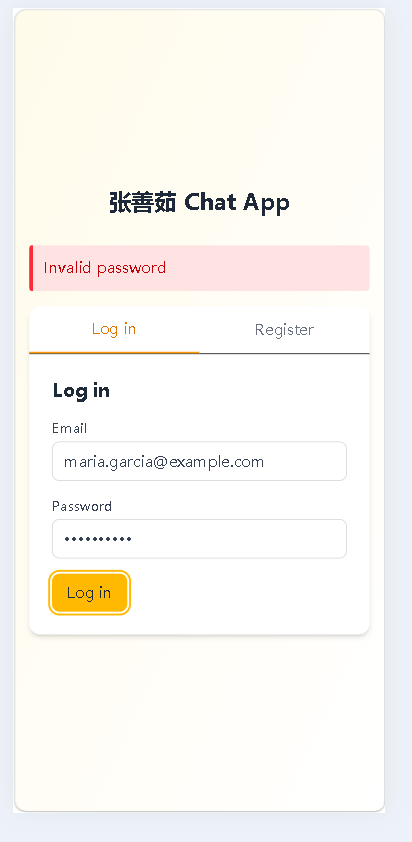 张善茹 Chat App
Invalid password
Log in
Register
Log in
Email
maria.garcia@example.com
Password
••••••••••
Log in